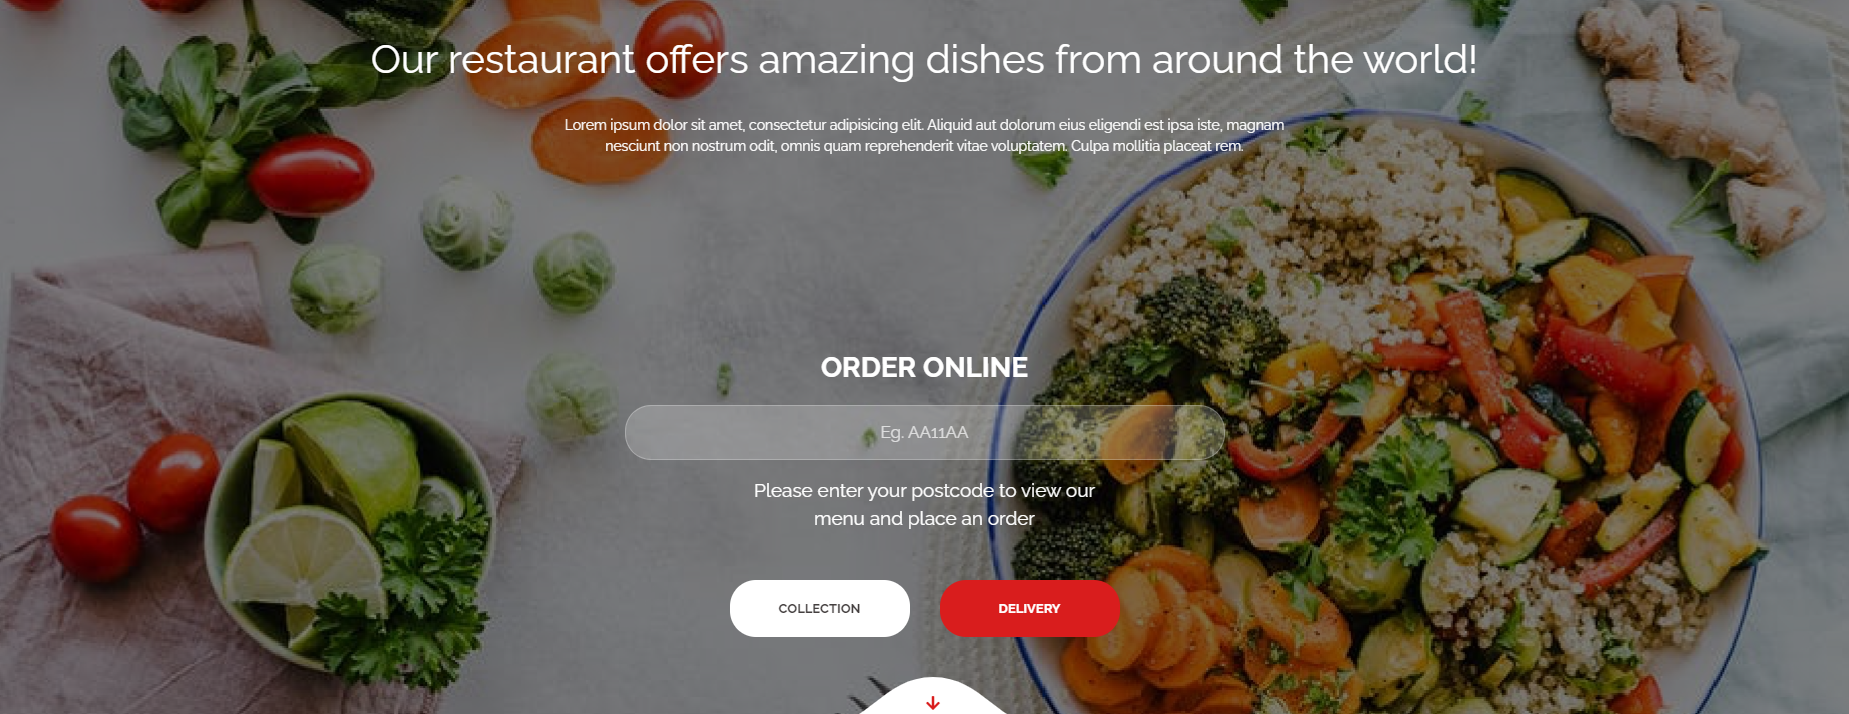 Our restaurant offers amazing dishes from around the world!
Lorem ipsum dolor sit amet, consectetur adipisicing elit. Aliquid aut dolorum eius eligendi est ipsa iste, magnam
nesciunt non nostrum odit, omnis quam reprehenderit vitae voluptatem. Culpa mollitia placeat rem.
ORDER ONLINE
Eg. AA11AA
Please enter your postcode to view our
menu and place an order
COLLECTION
DELIVERY